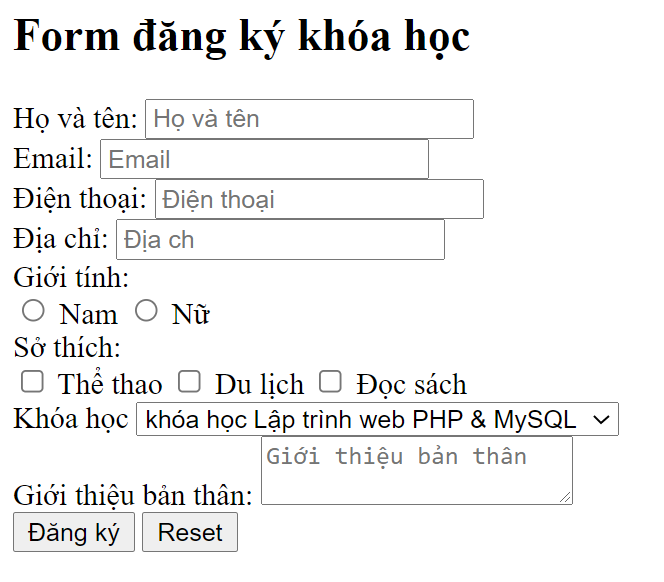 Form đăng ký khóa học
Họ và tên: Họ và tên
Email: Email
Điện thoại: Điện thoại
Địa chỉ: Địa ch
Giới tính:
Nam Nữ
Sở thích:
Thể thao Du lịch Đọc sách
Khóa học khóa học Lập trình web PHP & MySQL
Giới thiệu bản thân: Giới thiệu bản thân
Đăng ký Reset